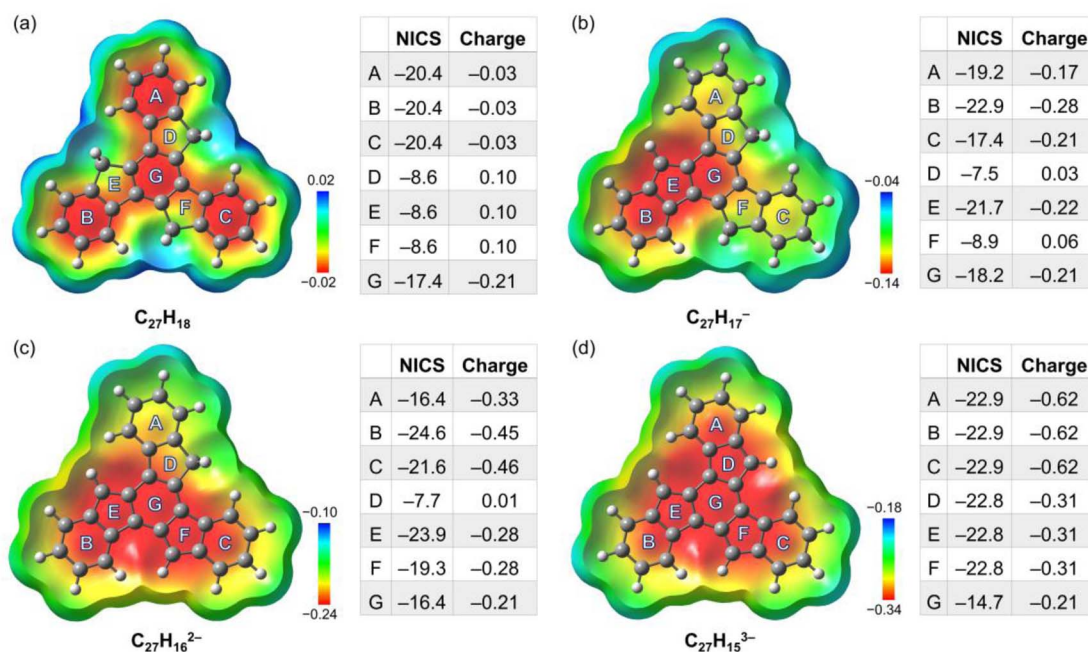 (a)
A
D
G
E
B
F
C
0.02
−0.02
C₂₇H₁₈
NICS Charge
A −20.4 −0.03
B −20.4 −0.03
C −20.4 −0.03
D −8.6 0.10
E −8.6 0.10
F −8.6 0.10
G −17.4 −0.21
(b)
A
D
E
G
B
F
C
−0.04
−0.14
C₂₇H₁₇⁻
NICS Charge
A −19.2 −0.17
B −22.9 −0.28
C −17.4 −0.21
D −7.5 0.03
E −21.7 −0.22
F −8.9 0.06
G −18.2 −0.21
(c)
A
D
G
E
F
B
C
−0.10
−0.24
C₂₇H₁₆²⁻
NICS Charge
A −16.4 −0.33
B −24.6 −0.45
C −21.6 −0.46
D −7.7 0.01
E −23.9 −0.28
F −19.3 −0.28
G −16.4 −0.21
(d)
A
D
G
E
F
B
C
−0.18
−0.34
C₂₇H₁₅³⁻
NICS Charge
A −22.9 −0.62
B −22.9 −0.62
C −22.9 −0.62
D −22.8 −0.31
E −22.8 −0.31
F −22.8 −0.31
G −14.7 −0.21